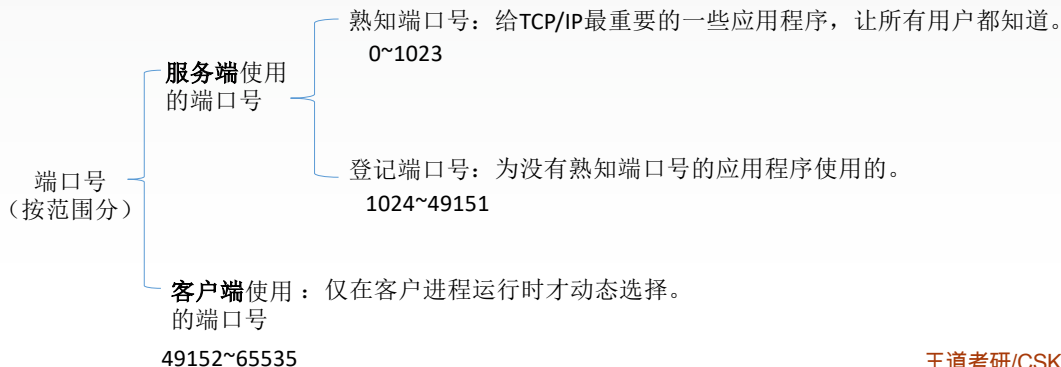 熟知端口号：给TCP/IP最重要的一些应用程序，让所有用户都知道。
0~1023
服务端使用
的端口号
登记端口号：为没有熟知端口号的应用程序使用的。
1024~49151
端口号
（按范围分）
客户端使用：仅在客户进程运行时才动态选择。
的端口号
49152~65535
王道考研/CSK